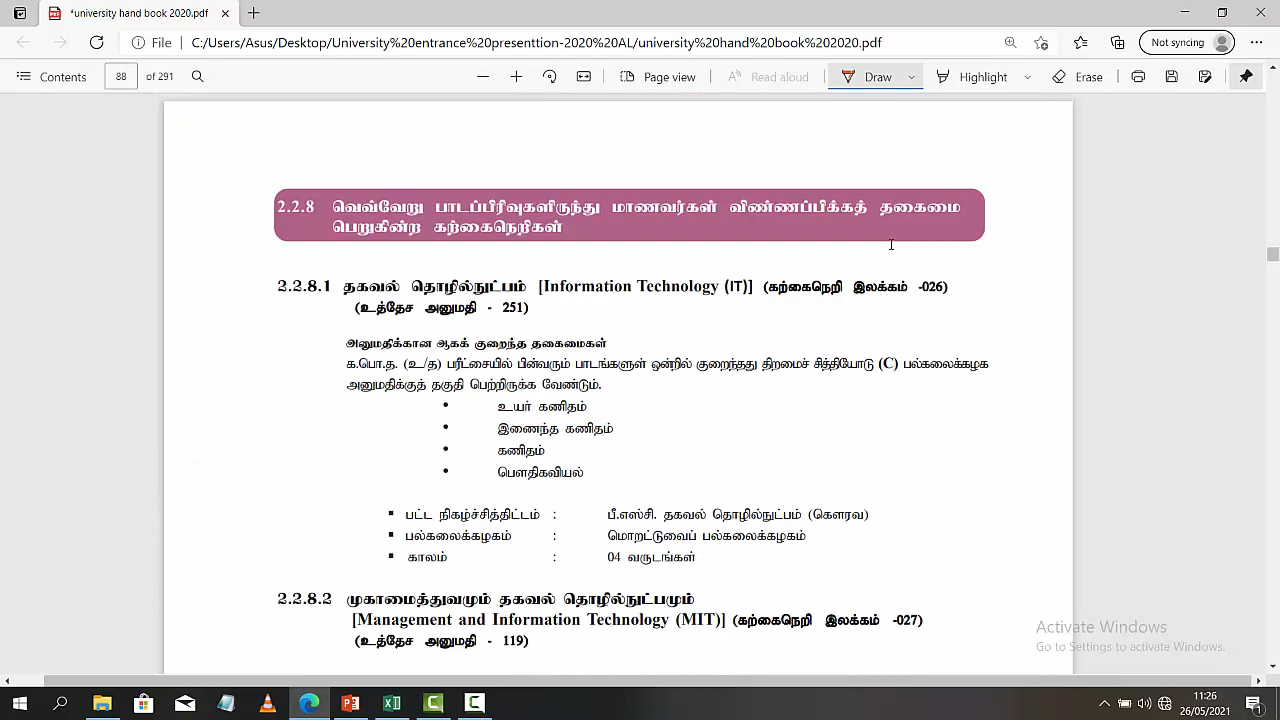 *university hand book 2020.pdf
File C:/Users/Asus/Desktop/University%20entrance%20presenttion-2020%20AL/university%20hand%20book%202020.pdf Not syncing
Contents 88 of 291 Page view Read aloud Draw Highlight Erase
2.2.8 வெவ்வேறு பாடப்பிரிவுகளிருந்து மாணவர்கள் விண்ணப்பிக்கத் தகைமை
பெறுகின்ற கற்கைநெறிகள்
2.2.8.1 தகவல் தொழில்நுட்பம் [Information Technology (IT)] (கற்கைநெறி இலக்கம் -026)
(உத்தேச அனுமதி - 251)
அனுமதிக்கான ஆகக் குறைந்த தகைமைகள்
க.பொ.த. (உ/த) பரீட்சையில் பின்வரும் பாடங்களுள் ஒன்றில் குறைந்தது திறமைச் சித்தியோடு (C) பல்கலைக்கழக
அனுமதிக்குத் தகுதி பெற்றிருக்க வேண்டும்.
• உயர் கணிதம்
• இணைந்த கணிதம்
• கணிதம்
• பௌதிகவியல்
▪ பட்ட நிகழ்ச்சித்திட்டம் : பீ.எஸ்சி. தகவல் தொழில்நுட்பம் (கௌரவ)
▪ பல்கலைக்கழகம் : மொறட்டுவைப் பல்கலைக்கழகம்
▪ காலம் : 04 வருடங்கள்
2.2.8.2 முகாமைத்துவமும் தகவல் தொழில்நுட்பமும்
[Management and Information Technology (MIT)] (கற்கைநெறி இலக்கம் -027)
(உத்தேச அனுமதி - 119)
Activate Windows
Go to Settings to activate Windows.
11:26
26/05/2021